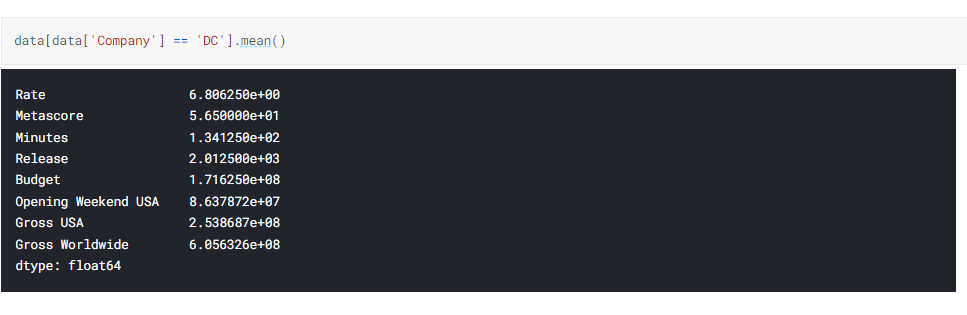 data[data['Company'] == 'DC'].mean()
Rate 6.806250e+00
Metascore 5.650000e+01
Minutes 1.341250e+02
Release 2.012500e+03
Budget 1.716250e+08
Opening Weekend USA 8.637872e+07
Gross USA 2.538687e+08
Gross Worldwide 6.056326e+08
dtype: float64